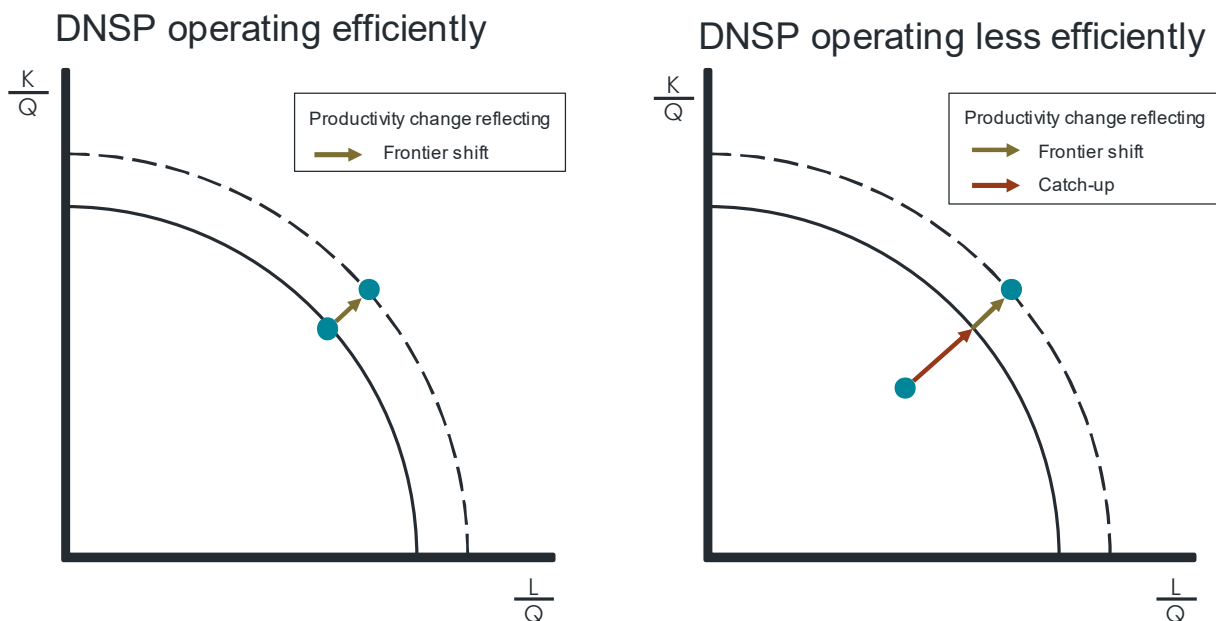 DNSP operating efficiently
K
Q
Productivity change reflecting
Frontier shift
L
Q
DNSP operating less efficiently
K
Q
Productivity change reflecting
Frontier shift
Catch-up
L
Q